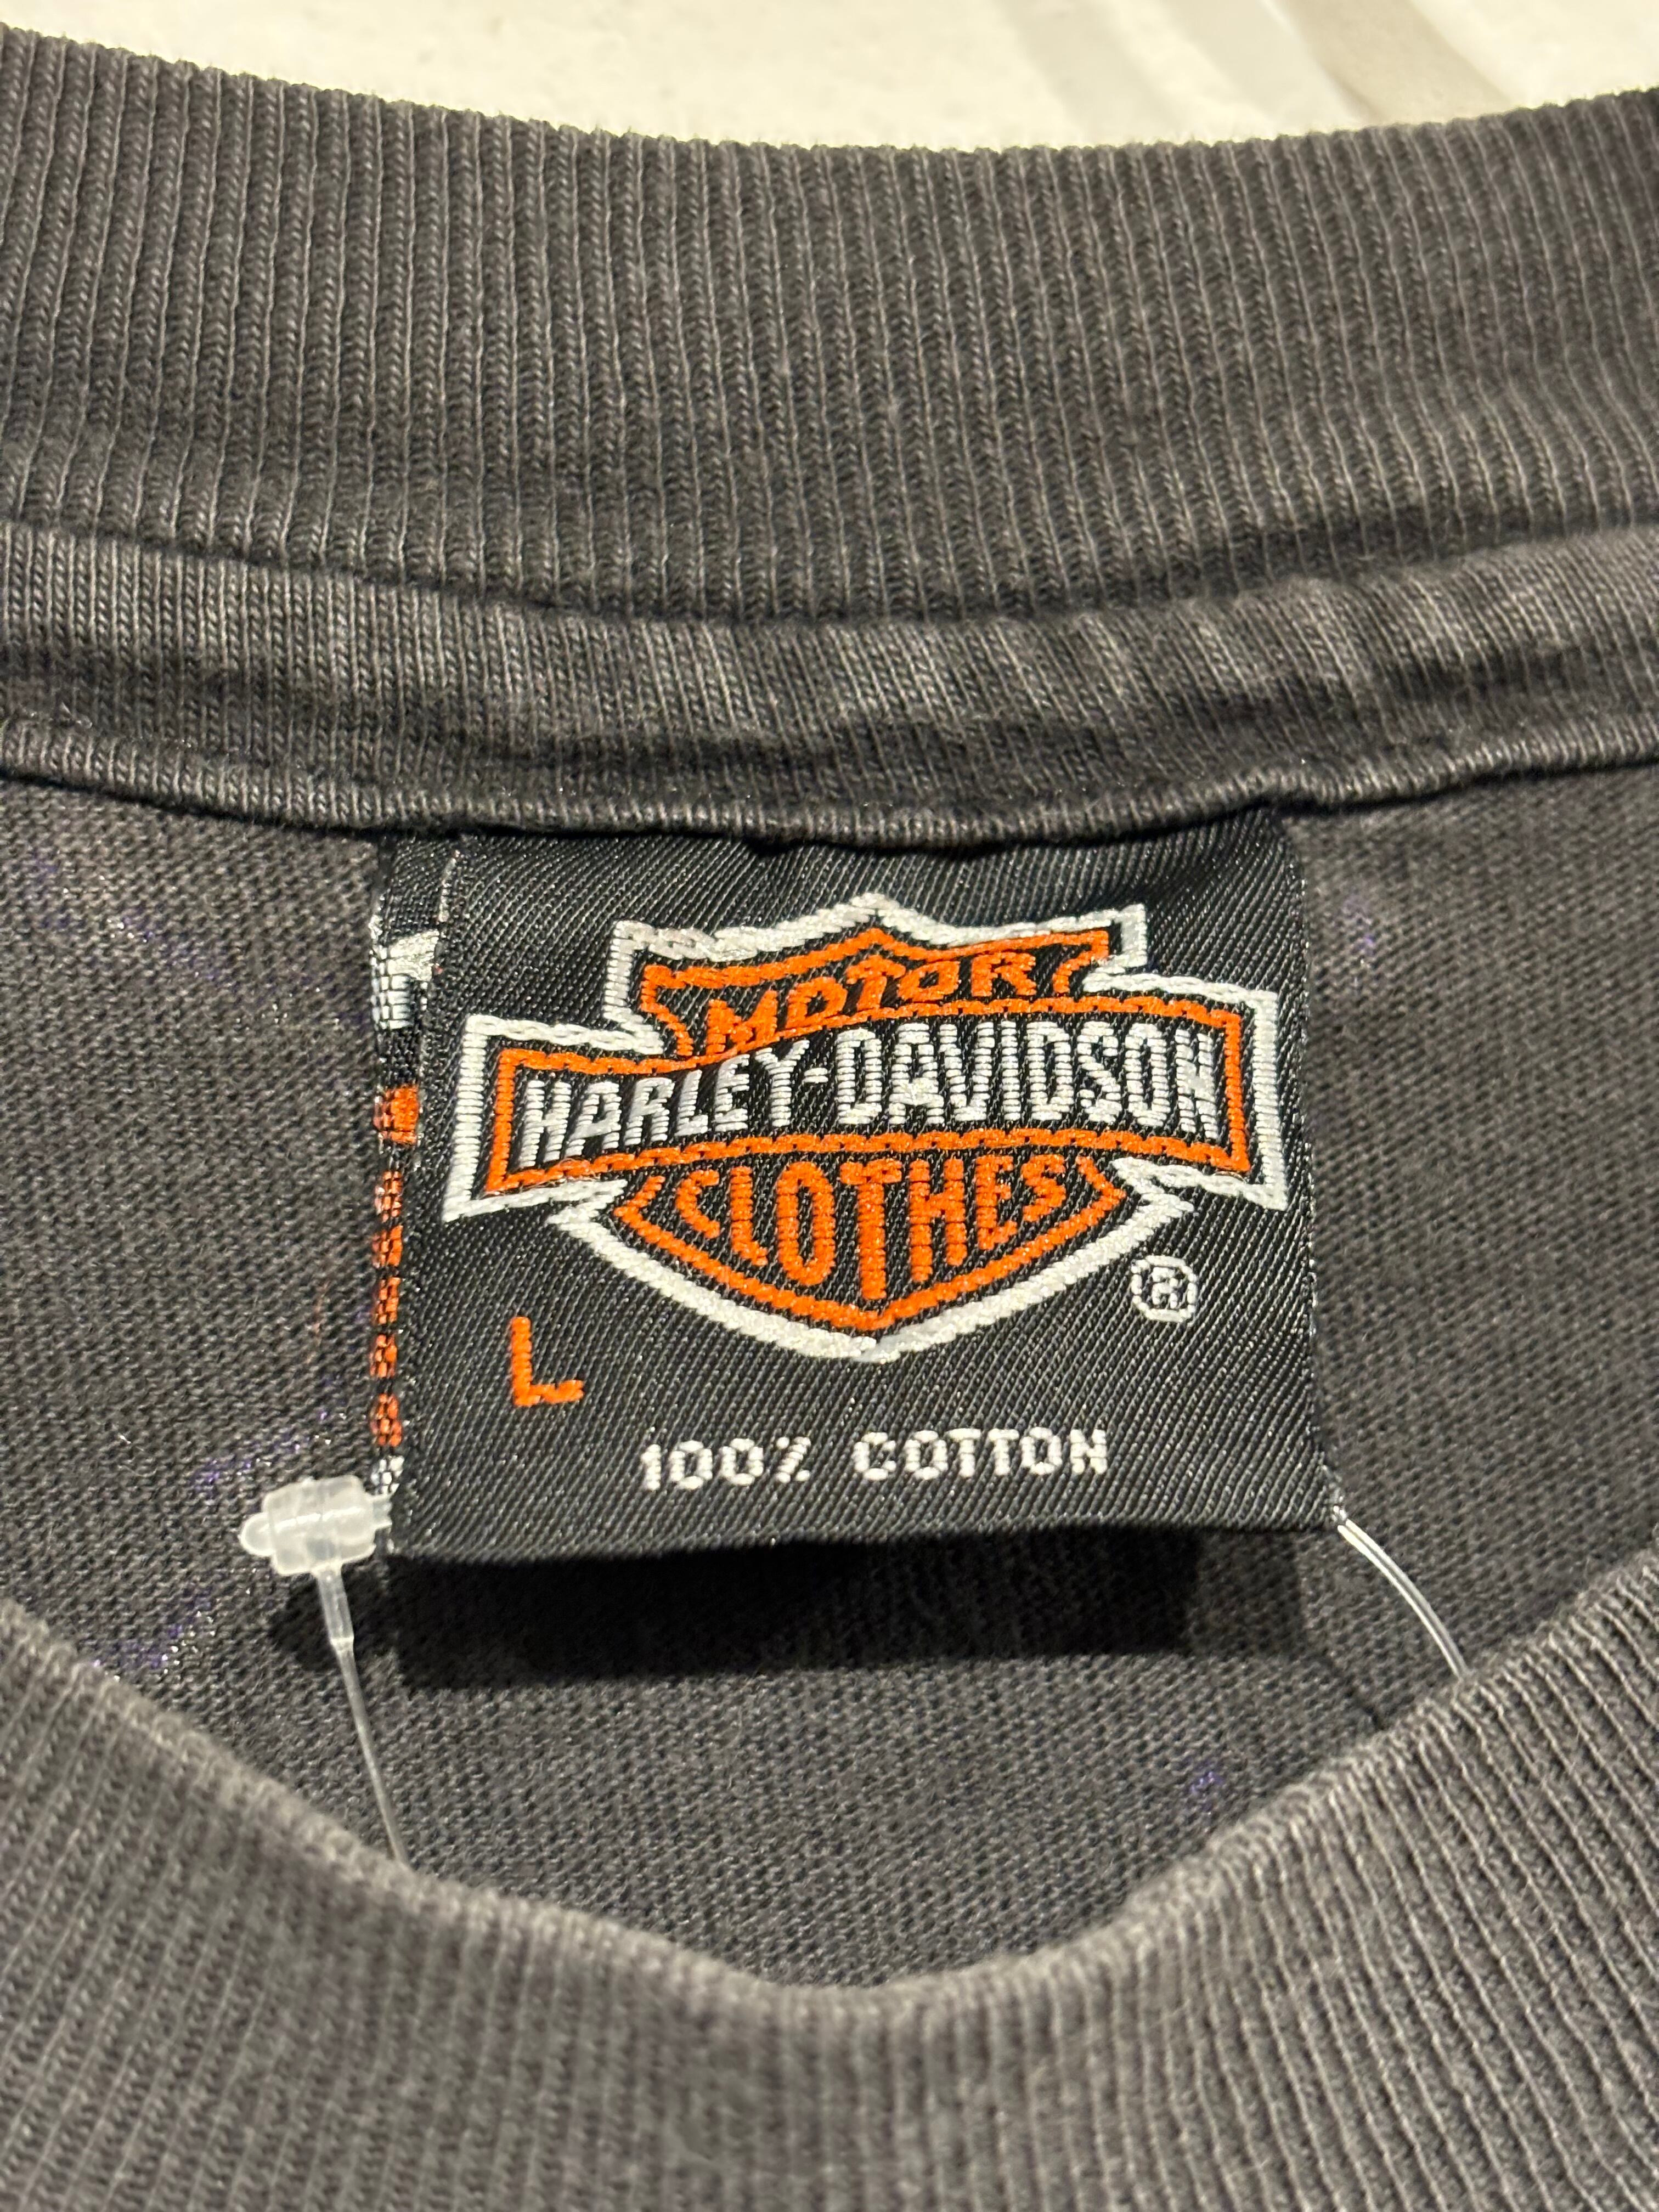 MOTOR
HARLEY-DAVIDSON
CLOTHES
®
L
100% COTTON